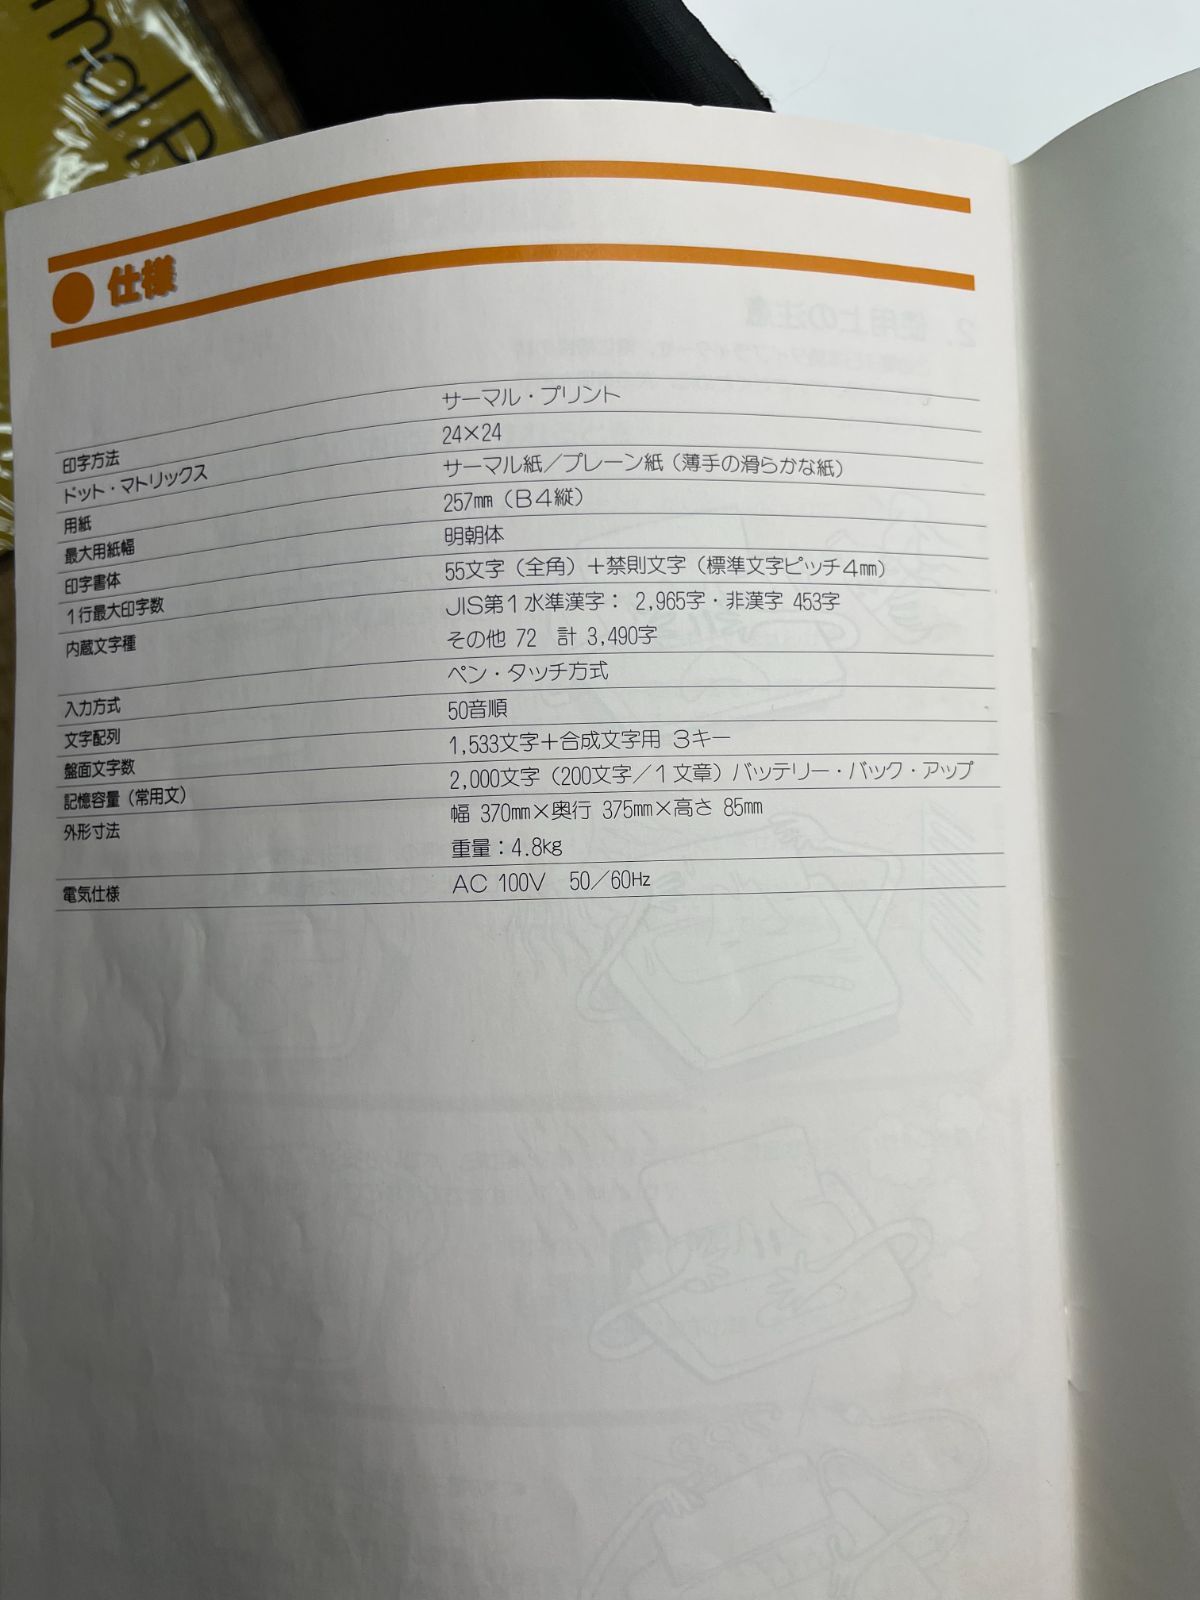 mal P
仕様
印字方法 サーマル・プリント
ドット・マトリックス 24×24
用紙 サーマル紙／プレーン紙（薄手の滑らかな紙）
最大用紙幅 257mm（B4縦）
印字書体 明朝体
1行最大印字数 55文字（全角）＋禁則文字（標準文字ピッチ4mm）
内蔵文字種 JIS第1水準漢字： 2,965字・非漢字 453字
その他 72 計 3,490字
入力方式 ペン・タッチ方式
文字配列 50音順
盤面文字数 1,533文字＋合成文字用 3キー
記憶容量（常用文） 2,000文字（200文字／1文章）バッテリー・バック・アップ
外形寸法 幅 370mm×奥行 375mm×高さ 85mm
重量：4.8kg
電気仕様 AC 100V 50／60Hz
2. 使用上の注意